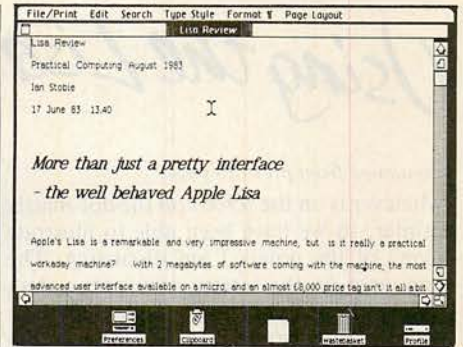 File/Print Edit Search Type Style Format ¶ Page Layout
Lisa Review
Lisa Review
Practical Computing August 1983
Ian Stobie
17 June 83 13.40
More than just a pretty interface
- the well behaved Apple Lisa
Apple's Lisa is a remarkable and very impressive machine, but is it really a practical
workaday machine? With 2 megabytes of software coming with the machine, the most
advanced user interface available on a micro, and an almost £8,000 price tag isn't it all a bit
Preferences Clipboard Wastebasket Profile